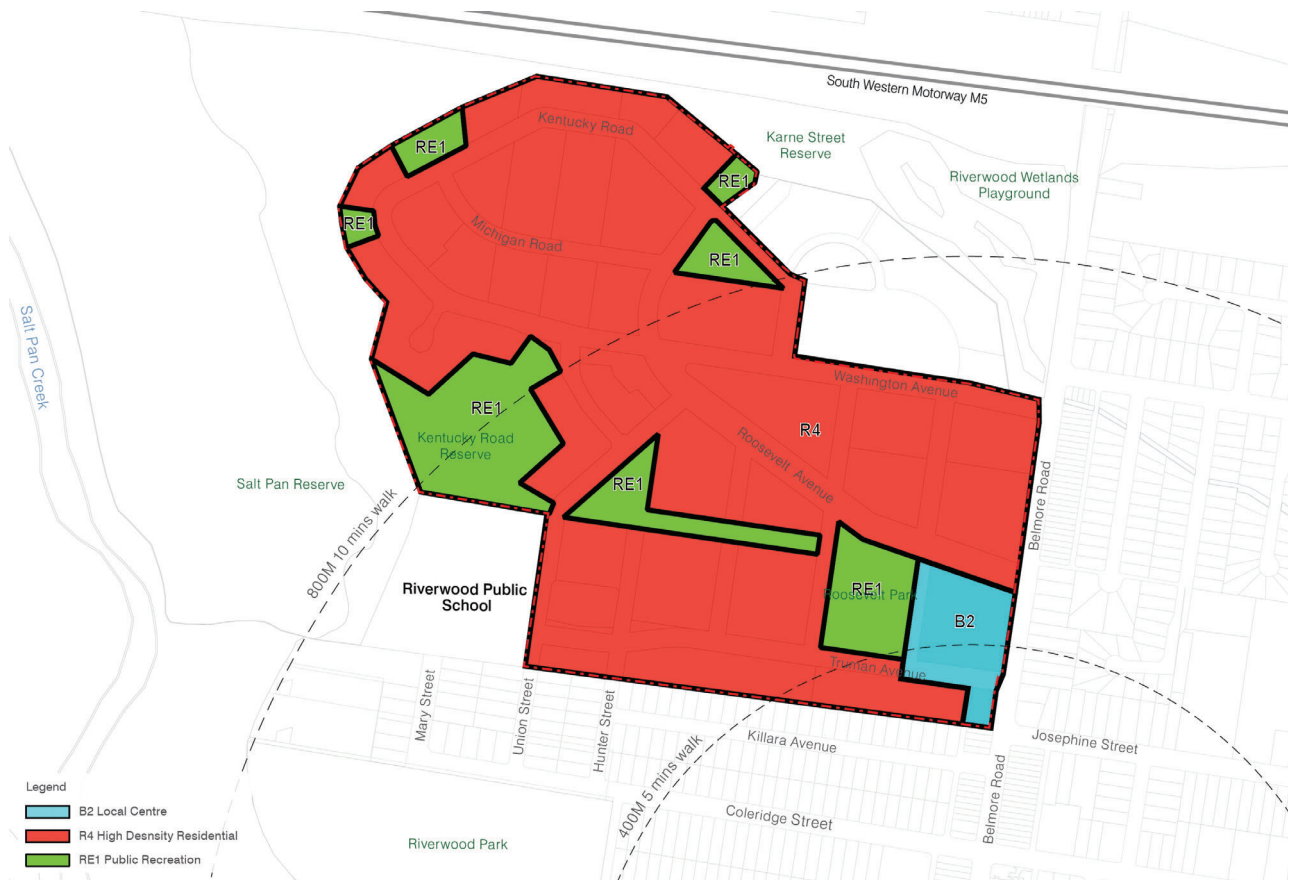 South Western Motorway M5
Kentucky Road
Karne Street
Reserve
RE1
RE1
Riverwood Wetlands
Playground
RE1
Michigan Road
RE1
Salt Pan Creek
Washington Avenue
RE1
Kentucky Road
Reserve
R4
Roosevelt Avenue
Salt Pan Reserve
RE1
Belmore Road
800M 10 mins walk
Riverwood Public
School
RE1
Roosevelt Park
B2
Truman Avenue
Mary Street
Union Street
Hunter Street
Killara Avenue
Josephine Street
400M 5 mins walk
Coleridge Street
Belmore Road
Riverwood Park
Legend
B2 Local Centre
R4 High Desnsity Residential
RE1 Public Recreation